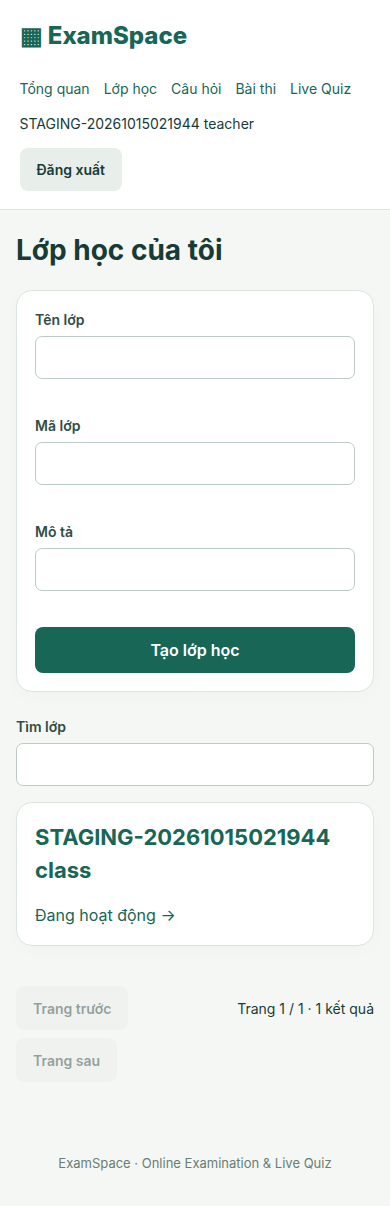 ExamSpace
Tổng quan Lớp học Câu hỏi Bài thi Live Quiz
STAGING-20261015021944 teacher
Đăng xuất
Lớp học của tôi
Tên lớp
Mã lớp
Mô tả
Tạo lớp học
Tìm lớp
STAGING-20261015021944
class
Đang hoạt động →
Trang trước
Trang 1 / 1 · 1 kết quả
Trang sau
ExamSpace · Online Examination & Live Quiz